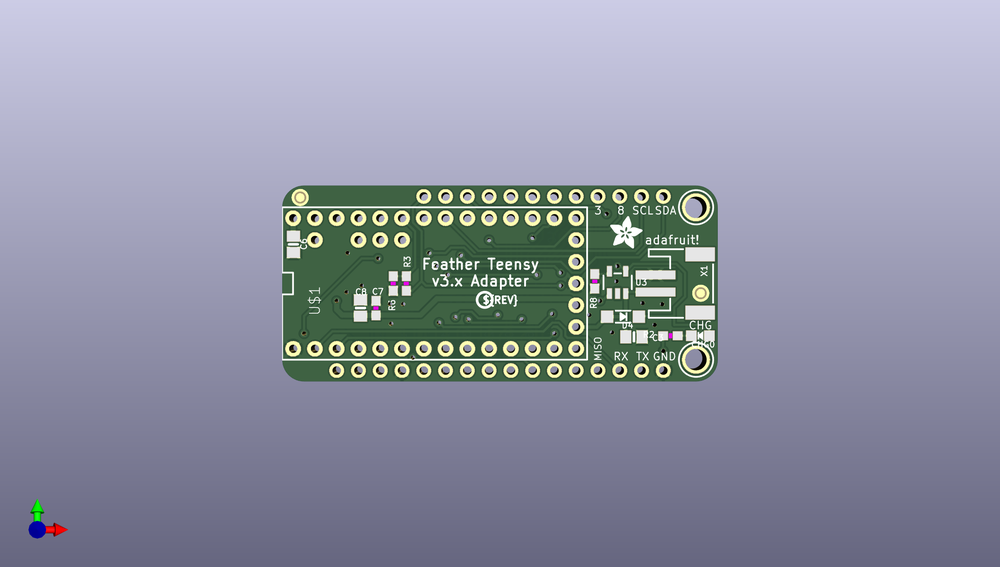 3 8 SCL SDA
adafruit!
C6
R3
Feather Teensy
v3.x Adapter
${REV}
X1
U3
R8
U$1
C8 C7
R6
U4
CHG
MISO
RX TX GND